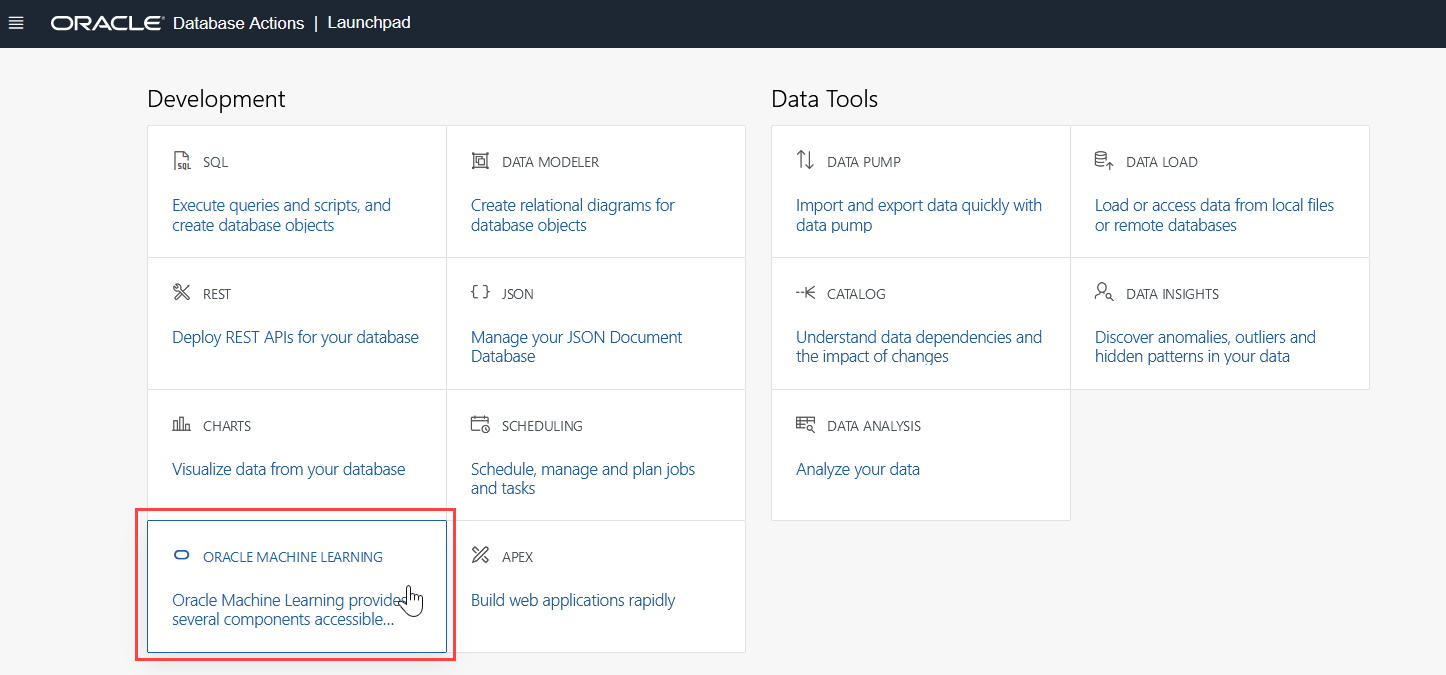 ORACLE Database Actions | Launchpad
Development
SQL
Execute queries and scripts, and
create database objects
DATA MODELER
Create relational diagrams for
database objects
REST
Deploy REST APIs for your database
JSON
Manage your JSON Document
Database
CHARTS
Visualize data from your database
SCHEDULING
Schedule, manage and plan jobs
and tasks
ORACLE MACHINE LEARNING
Oracle Machine Learning provides
several components accessible...
APEX
Build web applications rapidly
Data Tools
DATA PUMP
Import and export data quickly with
data pump
DATA LOAD
Load or access data from local files
or remote databases
CATALOG
Understand data dependencies and
the impact of changes
DATA INSIGHTS
Discover anomalies, outliers and
hidden patterns in your data
DATA ANALYSIS
Analyze your data